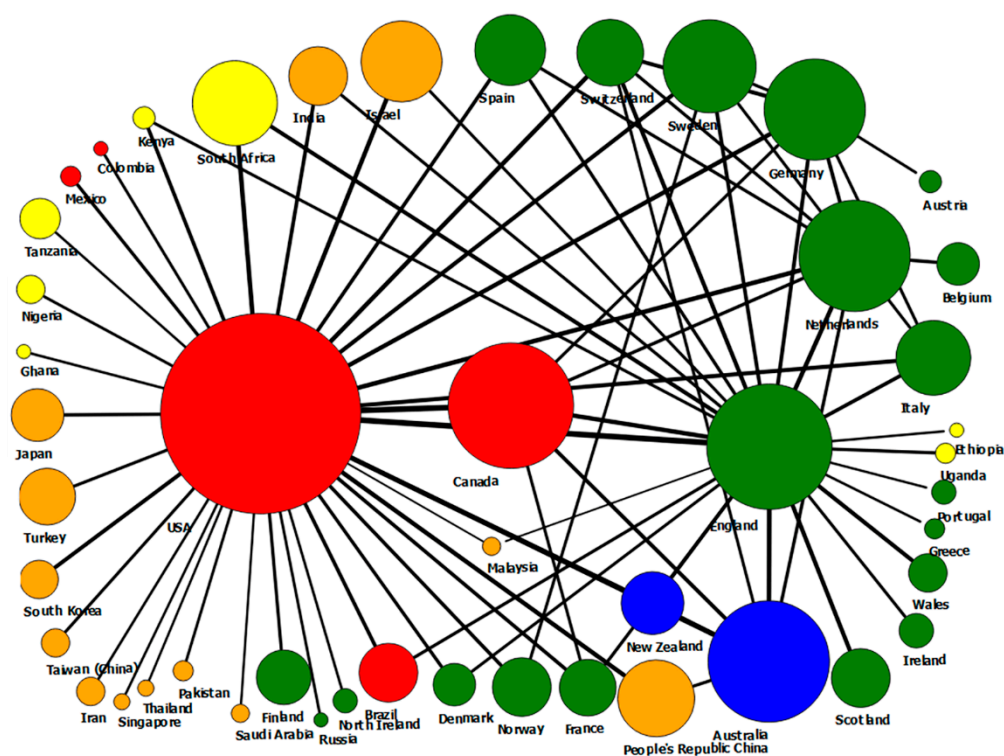 Spain
Switzerland
Sweden
Germany
Israel
India
South Africa
Kenya
Colombia
Mexico
Austria
Tanzania
Nigeria
Ghana
Belgium
Netherlands
Italy
Japan
Ethiopia
Uganda
Canada
USA
England
Portugal
Greece
Turkey
Malaysia
Wales
South Korea
New Zealand
Ireland
Taiwan (China)
Pakistan
Thailand
Singapore
Iran
Saudi Arabia
Finland
Russia
North Ireland
Brazil
Denmark
Norway
France
People's Republic China
Australia
Scotland